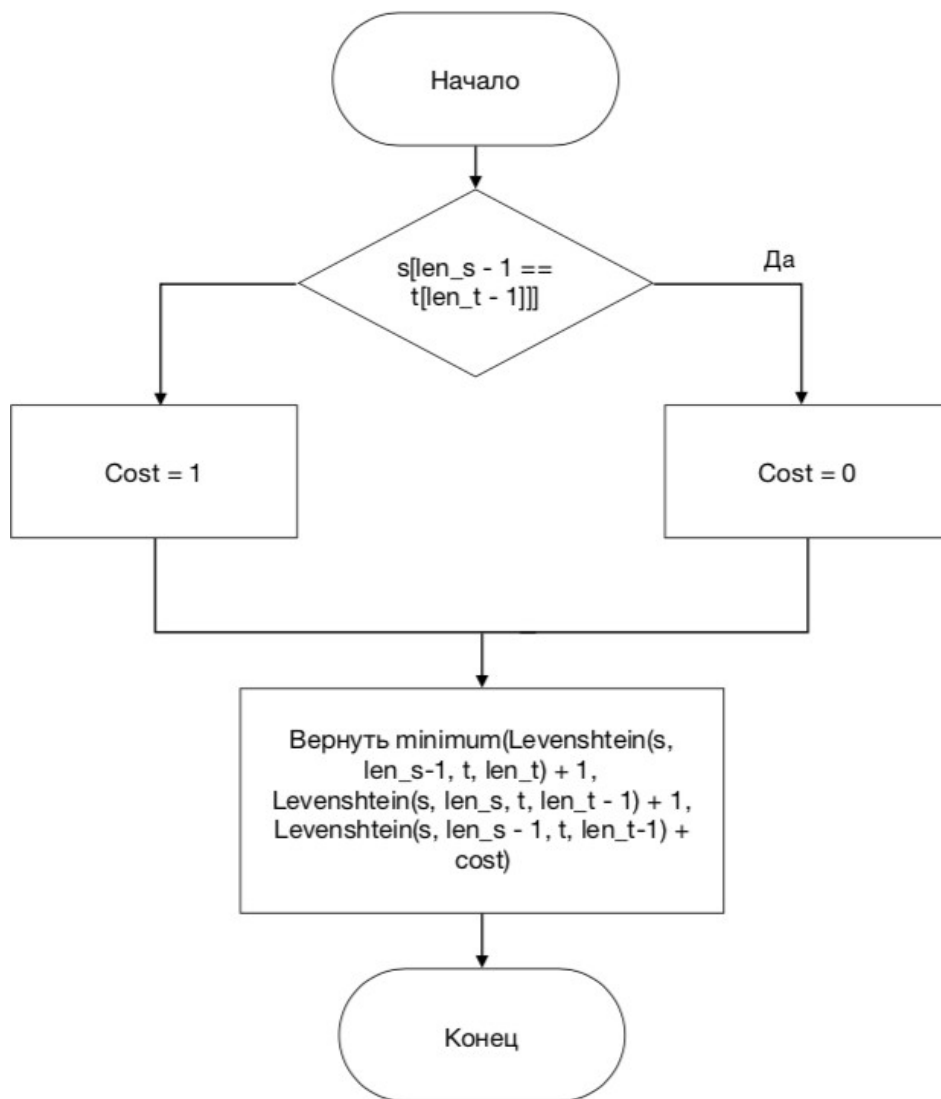 Начало
s[len_s - 1 ==
t[len_t - 1]]]
Да
Cost = 1
Cost = 0
Вернуть minimum(Levenshtein(s,
len_s-1, t, len_t) + 1,
Levenshtein(s, len_s, t, len_t - 1) + 1,
Levenshtein(s, len_s - 1, t, len_t-1) +
cost)
Конец